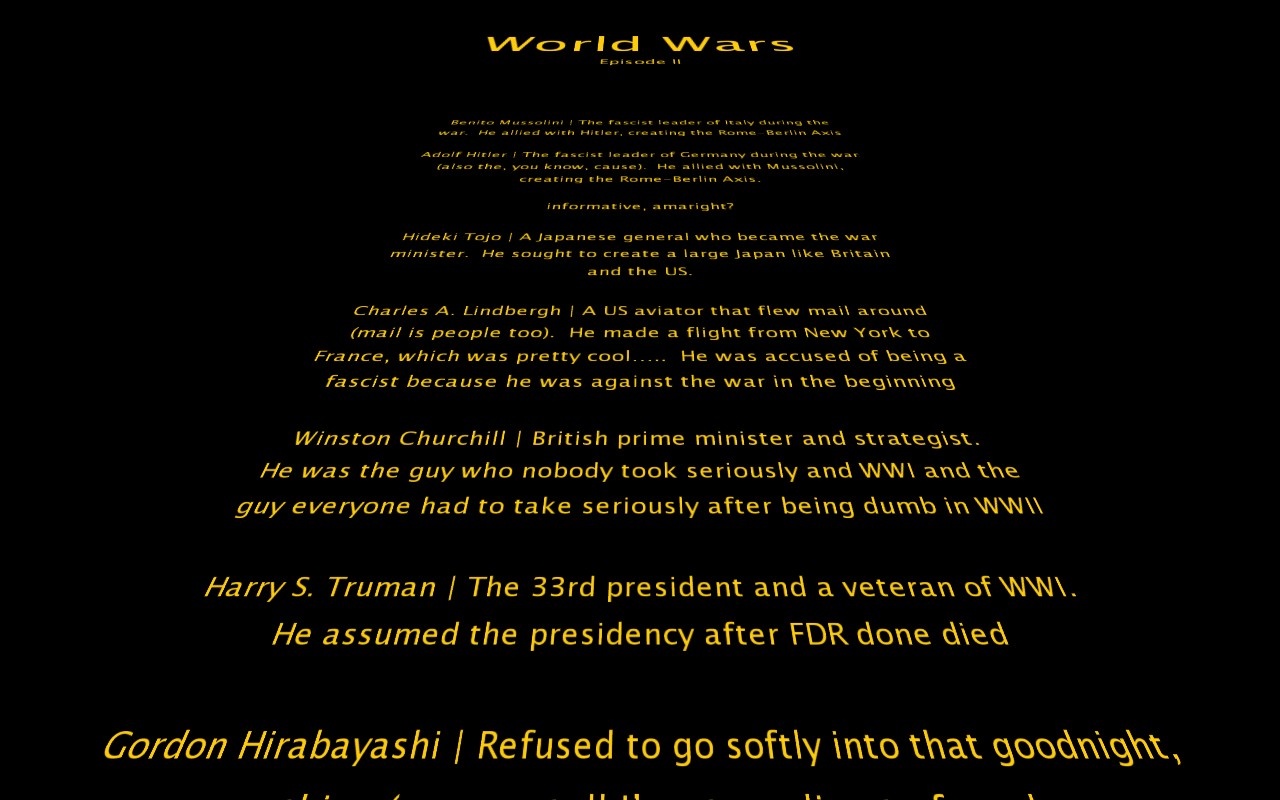 World Wars
Episode II
Benito Mussolini | The fascist leader of Italy during the
war.  He allied with Hitler, creating the Rome-Berlin Axis
Adolf Hitler | The fascist leader of Germany during the war
(also the, you know, cause).  He allied with Mussolini,
creating the Rome-Berlin Axis.
informative, amaright?
Hideki Tojo | A Japanese general who became the war
minister.  He sought to create a large Japan like Britain
and the US.
Charles A. Lindbergh | A US aviator that flew mail around
(mail is people too).  He made a flight from New York to
France, which was pretty cool.....  He was accused of being a
fascist because he was against the war in the beginning
Winston Churchill | British prime minister and strategist.
He was the guy who nobody took seriously and WWI and the
guy everyone had to take seriously after being dumb in WWII
Harry S. Truman | The 33rd president and a veteran of WWI.
He assumed the presidency after FDR done died
Gordon Hirabayashi | Refused to go softly into that goodnight,